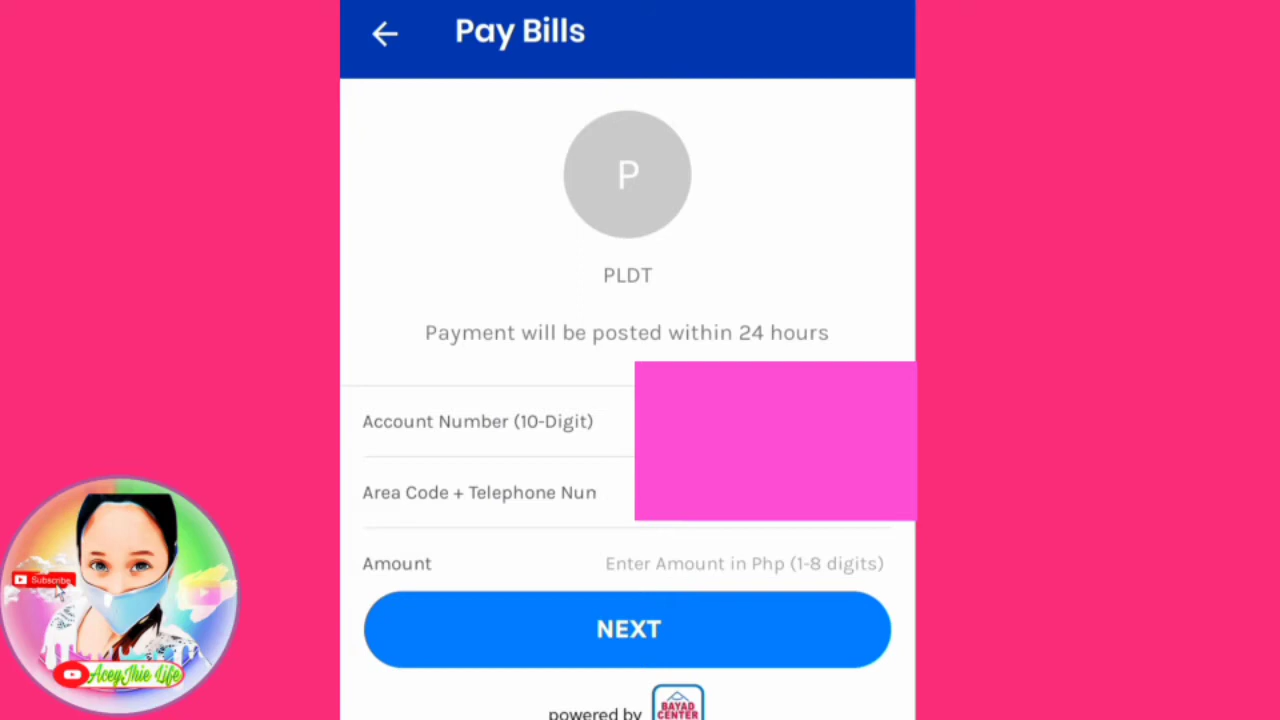 Pay Bills
P
PLDT
Payment will be posted within 24 hours
Account Number (10-Digit)
Area Code + Telephone Nun
Amount Enter Amount in Php (1-8 digits)
NEXT
powered by BAYAD CENTER
Subscribe
AceyJhie Life